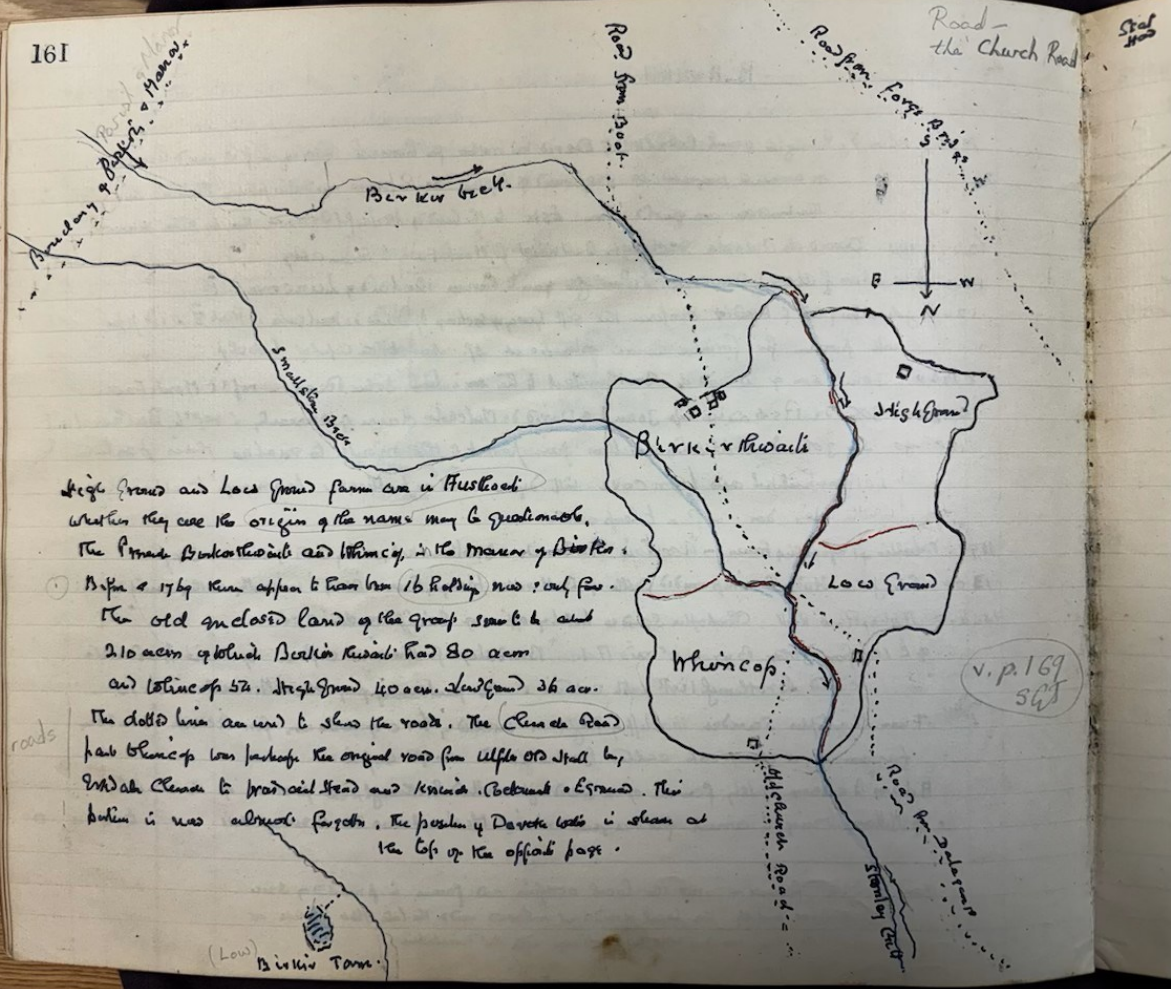 161
Road –
the Church Road
Parish & Manor
Boundary of Parish & Manor
Road from Boot
Road from Forge Bridge
Birker beck.
S
E W
N
Smallstone Beck
High Ground
Birkerthwaite
Low Ground
Whincop
v. p. 169
SGJ
High Ground and Low Ground farms are in Austhwaite
whether they are the origin of the name may be questionable.
The Birkerthwaite and Whincop, in the Manor of Birker.
Before 1769 there appear to have been 16 holdings now only four.
The old enclosed land of the group seems to be about
210 acres of which Birkerthwaite had 80 acres
and Whincop 54. High Ground 40 acres. Low Ground 36 acr.
roads
The dotted lines are used to show the roads. The Church Road
past Whincop was perhaps the original road from Ulpha Old Hall by
Eskdale Church to Head and Keswick. Cockermouth & Egremont. This
portion is now almost forgotten. The position of is shown at
the top of the opposite page.
Old church Road
Road from Dalegarth
Stanley Gill
(Low)
Birker Tarn.